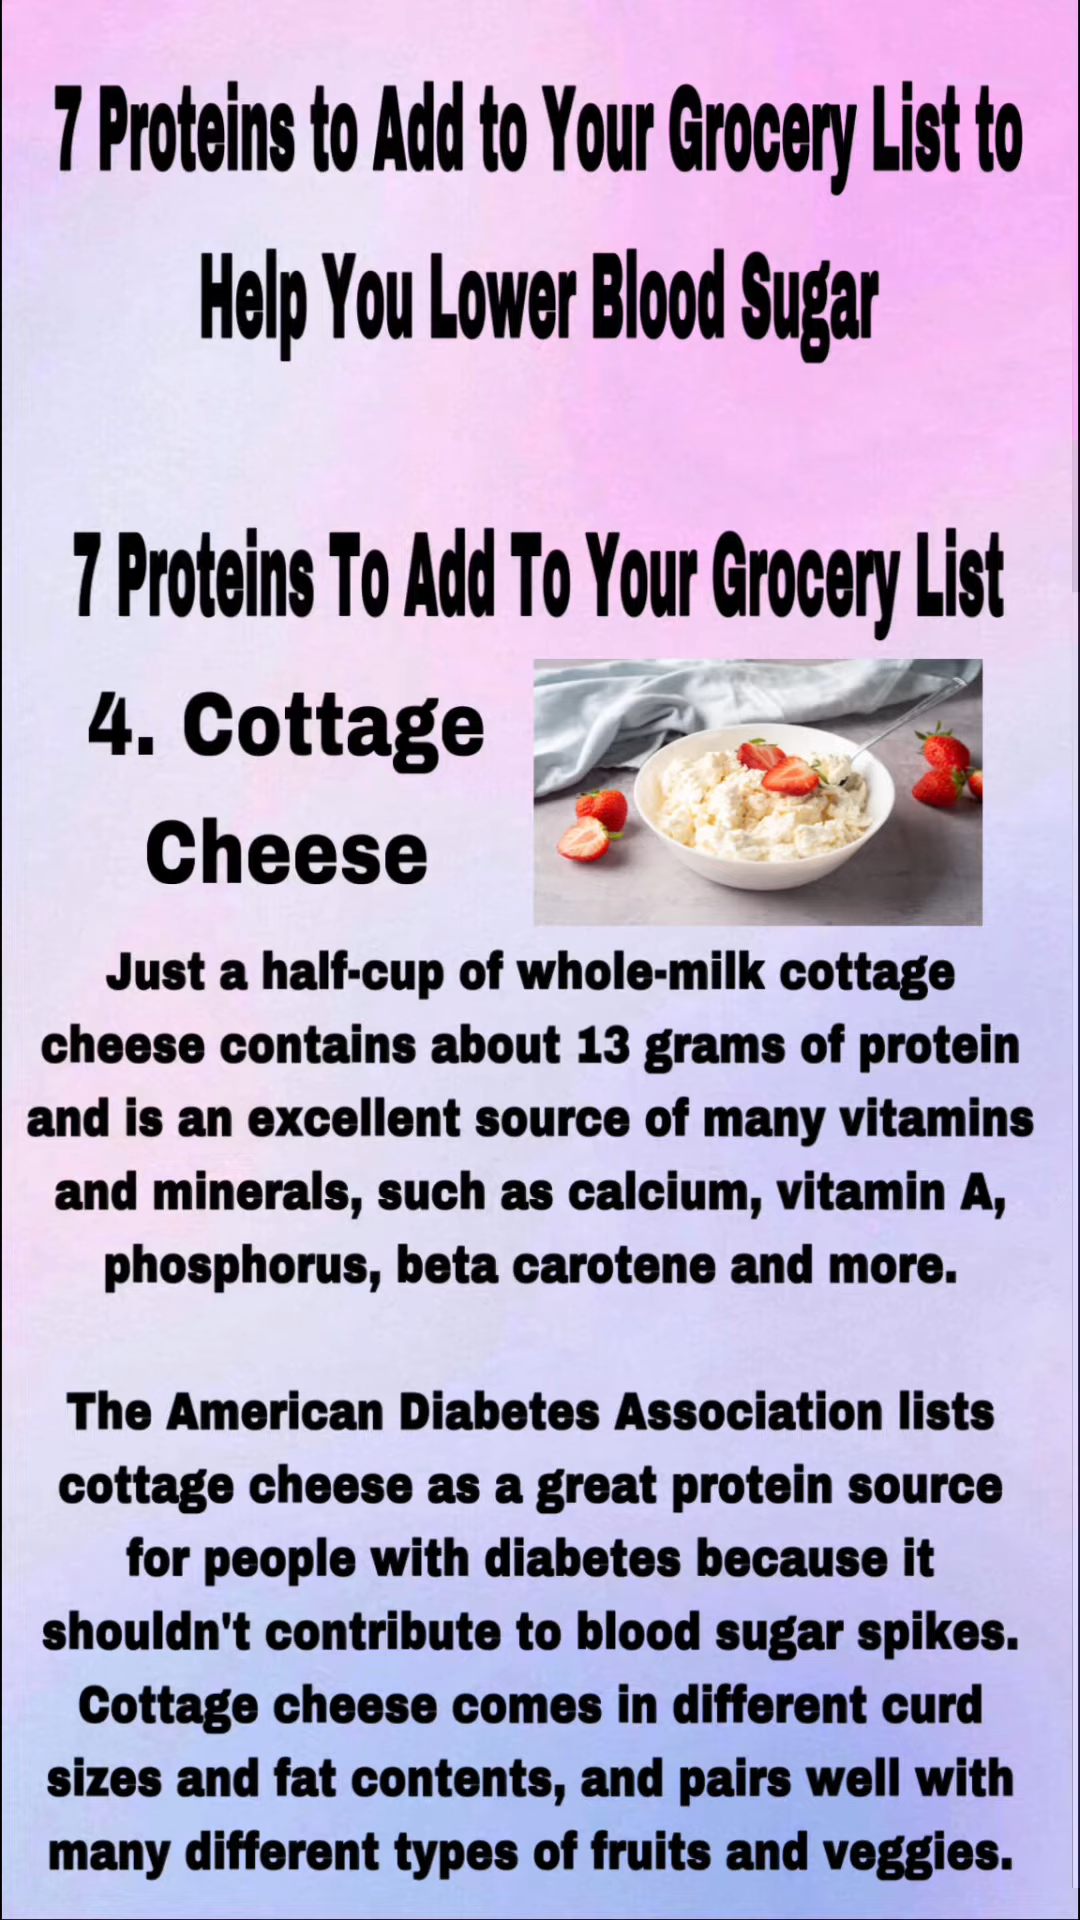 7 Proteins to Add to Your Grocery List to
Help You Lower Blood Sugar
7 Proteins To Add To Your Grocery List
4. Cottage
Cheese
Just a half-cup of whole-milk cottage
cheese contains about 13 grams of protein
and is an excellent source of many vitamins
and minerals, such as calcium, vitamin A,
phosphorus, beta carotene and more.
The American Diabetes Association lists
cottage cheese as a great protein source
for people with diabetes because it
shouldn't contribute to blood sugar spikes.
Cottage cheese comes in different curd
sizes and fat contents, and pairs well with
many different types of fruits and veggies.